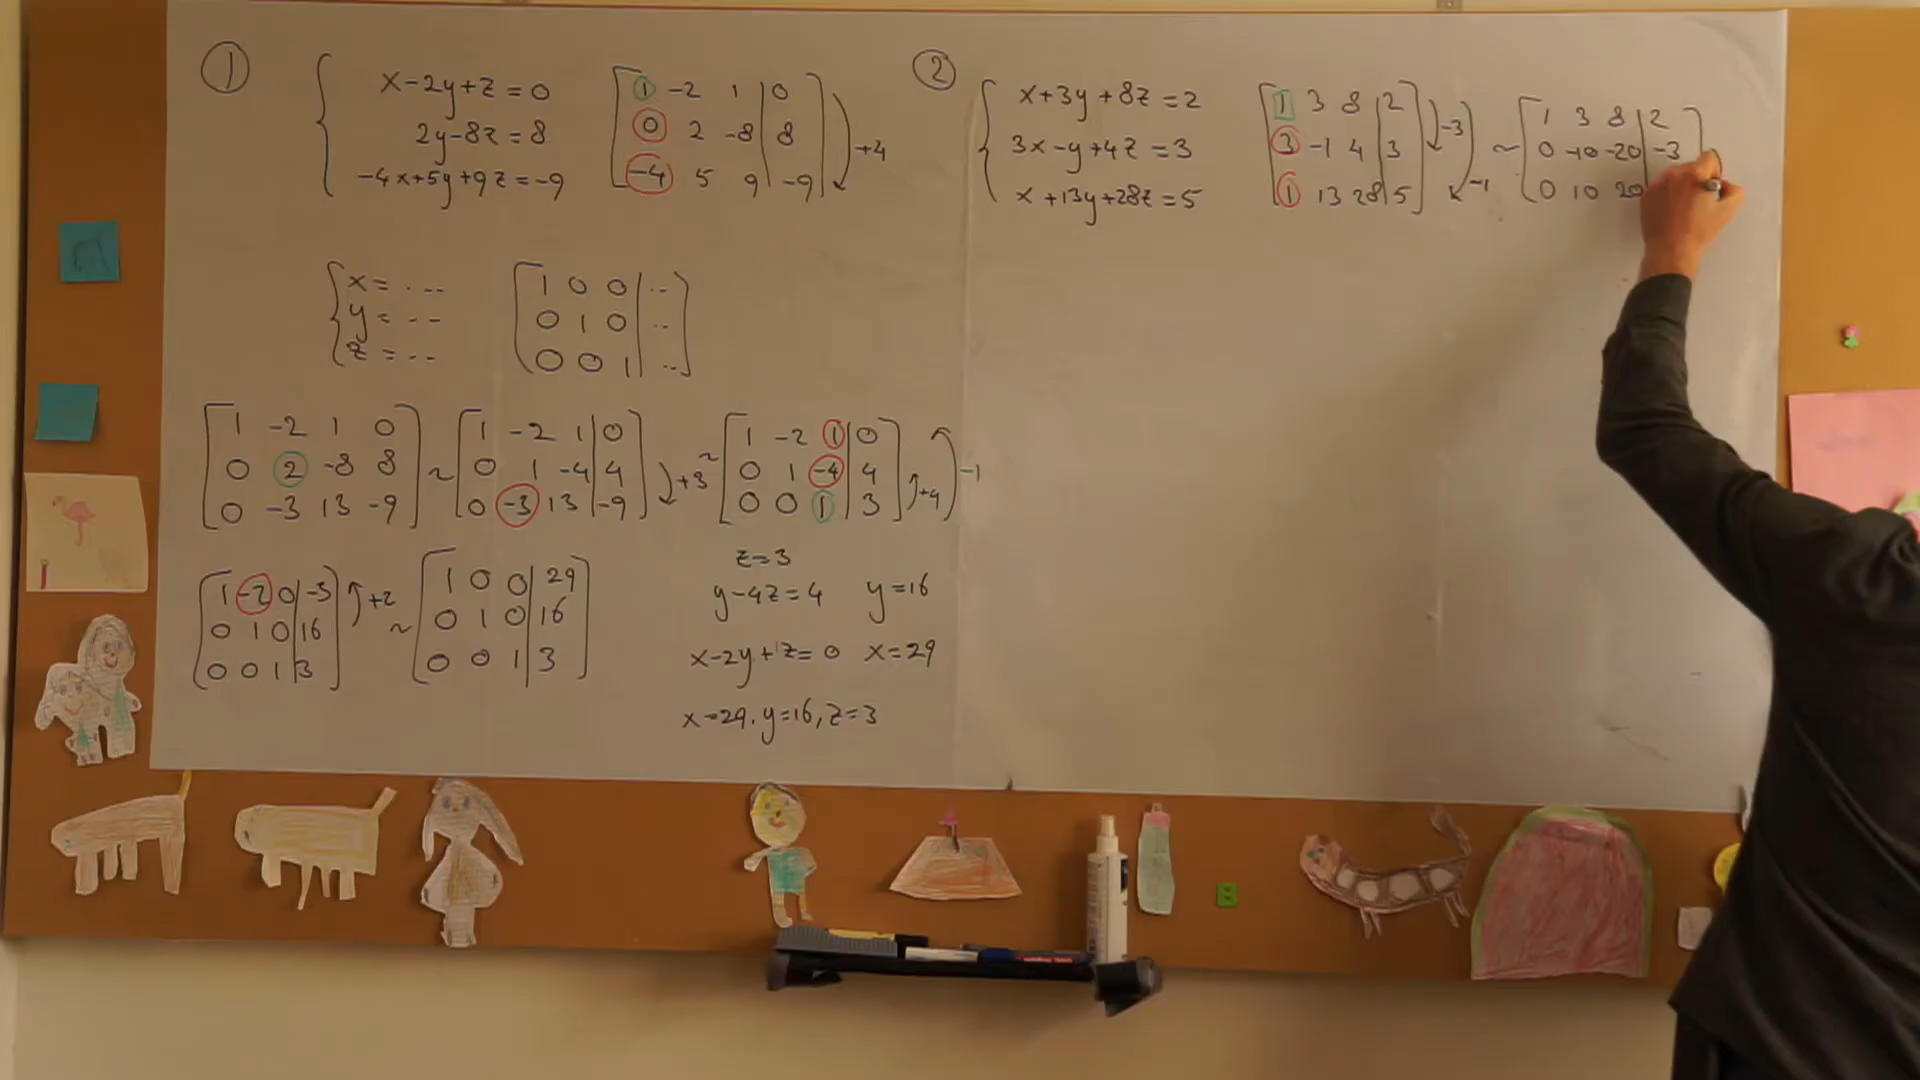 ①
x-2y+z=0
2y-8z=8
-4x+5y+9z=-9
1 -2 1 | 0
0 2 -8 | 8
-4 5 9 | -9
+4
x= . ...
y= . ..
z= ...
1 0 0 | ...
0 1 0 | ..
0 0 1 | ..
1 -2 1 0
0 2 -8 8
0 -3 13 -9
~
1 -2 1 | 0
0 1 -4 | 4
0 -3 13 | -9
+3
~
1 -2 1 | 0
0 1 -4 | 4
0 0 1 | 3
+4
-1
1 -2 0 | -3
0 1 0 | 16
0 0 1 | 3
+2
~
1 0 0 | 29
0 1 0 | 16
0 0 1 | 3
z=3
y-4z=4 y=16
x-2y+z=0 x=29
x=29, y=16, z=3
②
x+3y+8z=2
3x-y+4z=3
x+13y+28z=5
1 3 8 | 2
3 -1 4 | 3
1 13 28 | 5
-3
-1
~
1 3 8 | 2
0 -10 -20 | -3
0 10 20